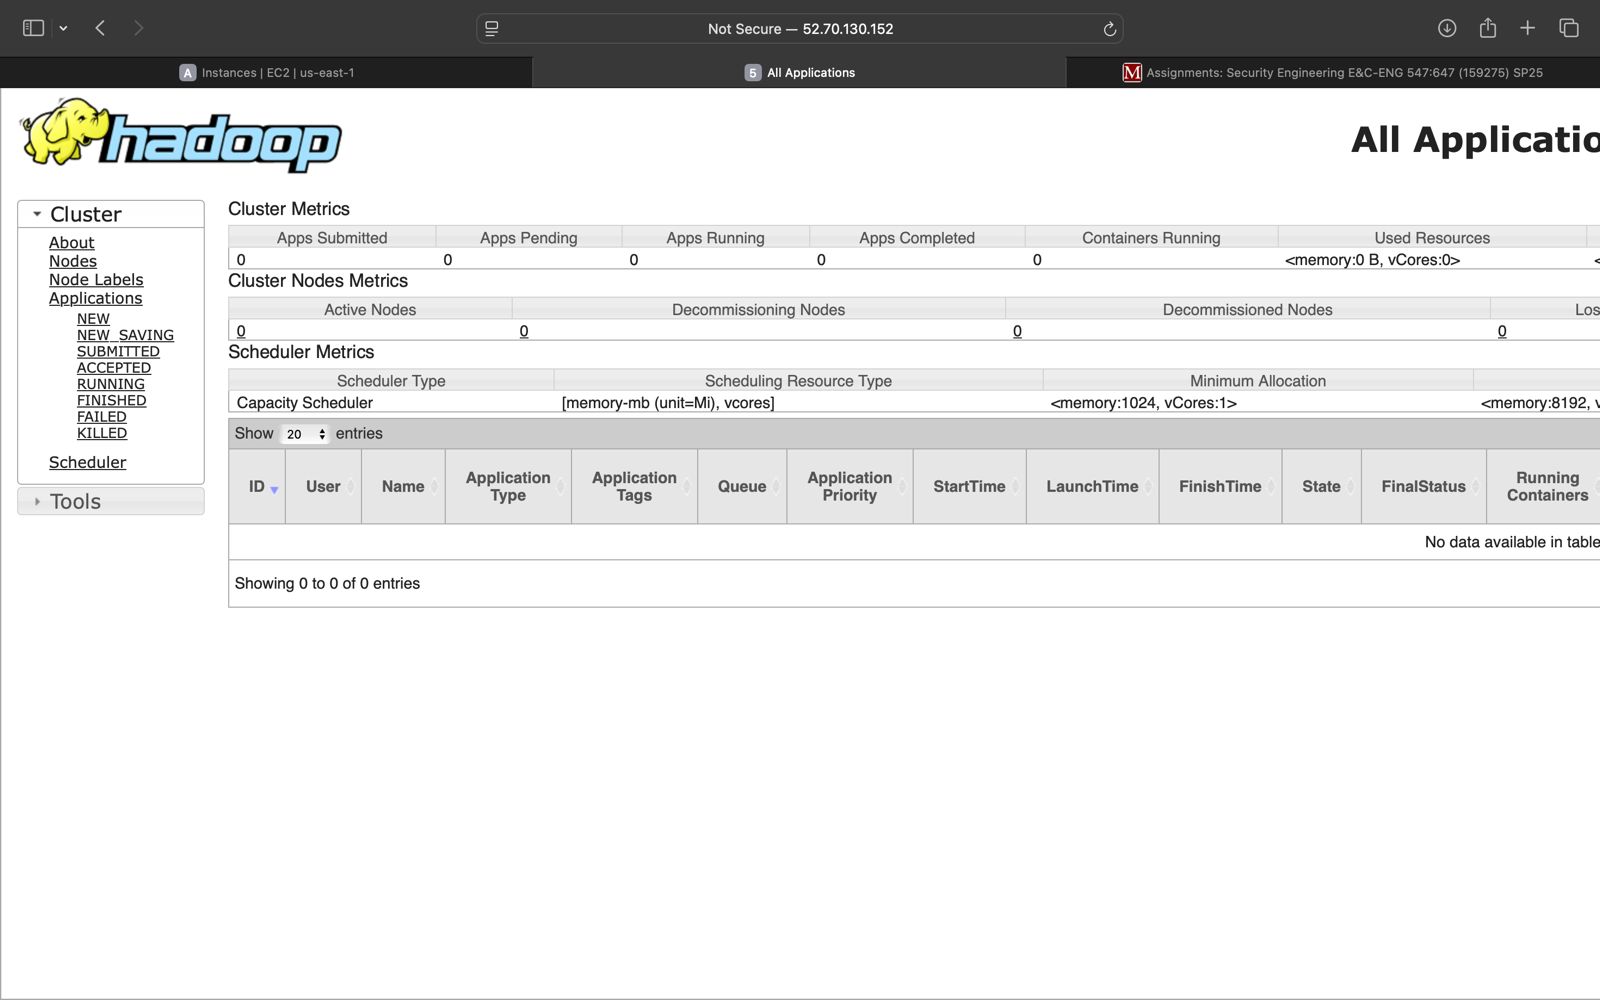 Not Secure — 52.70.130.152
A Instances | EC2 | us-east-1
5 All Applications
M Assignments: Security Engineering E&C-ENG 547:647 (159275) SP25
hadoop
All Applicatio
Cluster
About
Nodes
Node Labels
Applications
NEW
NEW_SAVING
SUBMITTED
ACCEPTED
RUNNING
FINISHED
FAILED
KILLED
Scheduler
Tools
Cluster Metrics
Apps Submitted Apps Pending Apps Running Apps Completed Containers Running Used Resources
0 0 0 0 0 <memory:0 B, vCores:0> <
Cluster Nodes Metrics
Active Nodes Decommissioning Nodes Decommissioned Nodes Los
0 0 0 0
Scheduler Metrics
Scheduler Type Scheduling Resource Type Minimum Allocation
Capacity Scheduler [memory-mb (unit=Mi), vcores] <memory:1024, vCores:1> <memory:8192, v
Show 20 entries
ID User Name Application Type Application Tags Queue Application Priority StartTime LaunchTime FinishTime State FinalStatus Running Containers
No data available in table
Showing 0 to 0 of 0 entries